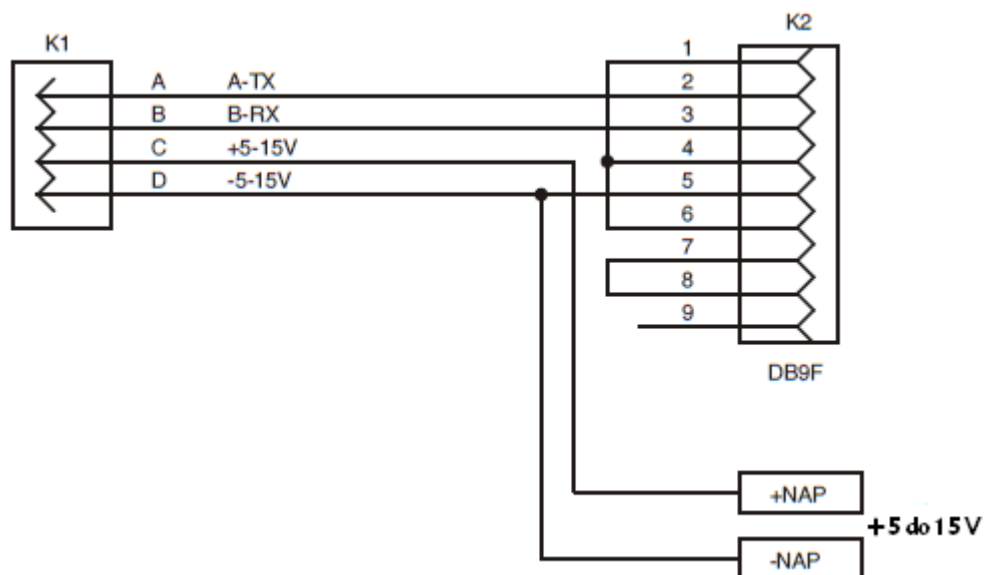 K1
K2
1
A A-TX 2
B B-RX 3
C +5-15V 4
D -5-15V 5
6
7
8
9
DB9F
+NAP
+5 do 15V
-NAP